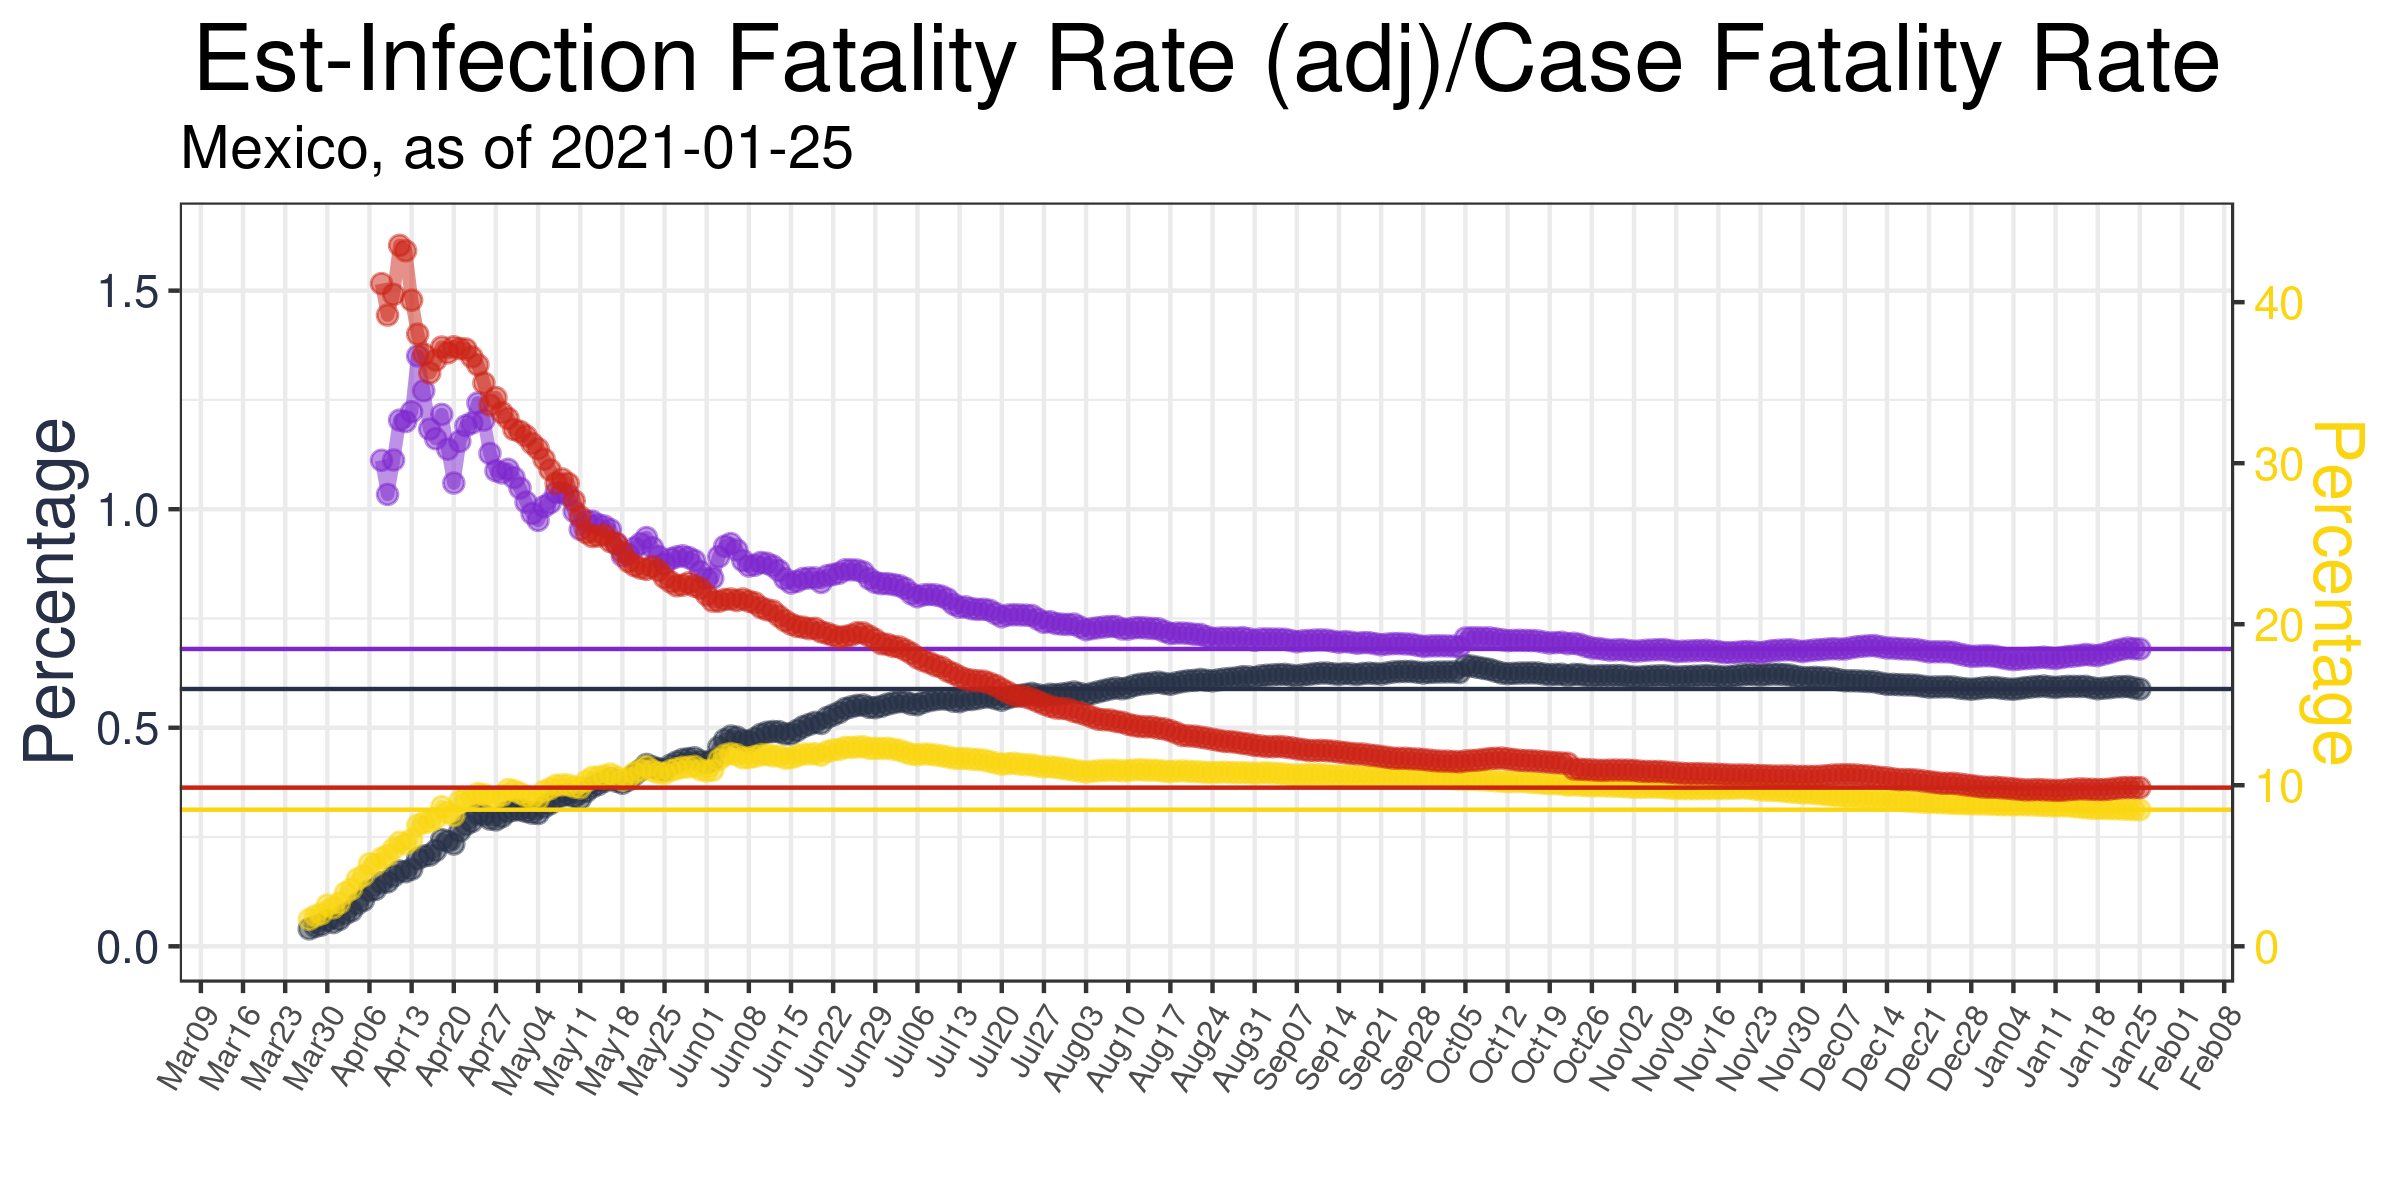 Est-Infection Fatality Rate (adj)/Case Fatality Rate
Mexico, as of 2021-01-25
Percentage
1.5
1.0
0.5
0.0
40
30
20
10
0
Percentage
Mar09
Mar16
Mar23
Mar30
Apr06
Apr13
Apr20
Apr27
May04
May11
May18
May25
Jun01
Jun08
Jun15
Jun22
Jun29
Jul06
Jul13
Jul20
Jul27
Aug03
Aug10
Aug17
Aug24
Aug31
Sep07
Sep14
Sep21
Sep28
Oct05
Oct12
Oct19
Oct26
Nov02
Nov09
Nov16
Nov23
Nov30
Dec07
Dec14
Dec21
Dec28
Jan04
Jan11
Jan18
Jan25
Feb01
Feb08